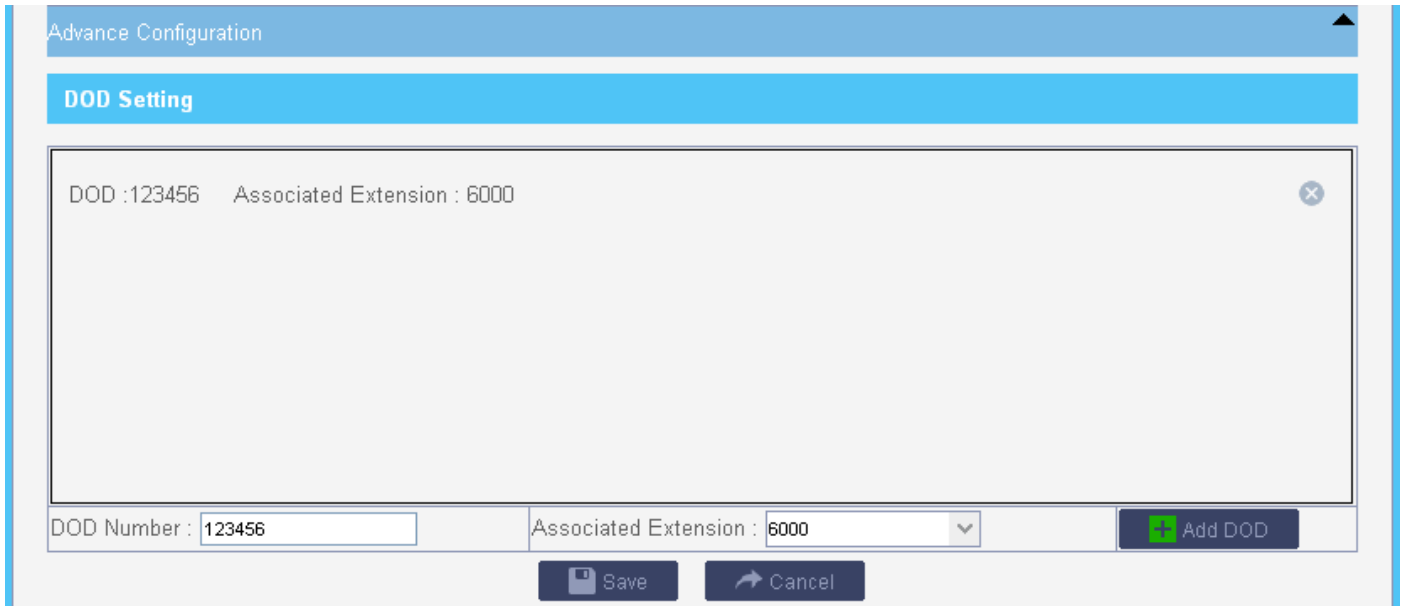 Advance Configuration
DOD Setting
DOD :123456 Associated Extension : 6000
DOD Number : 123456 Associated Extension : 6000 Add DOD
Save Cancel